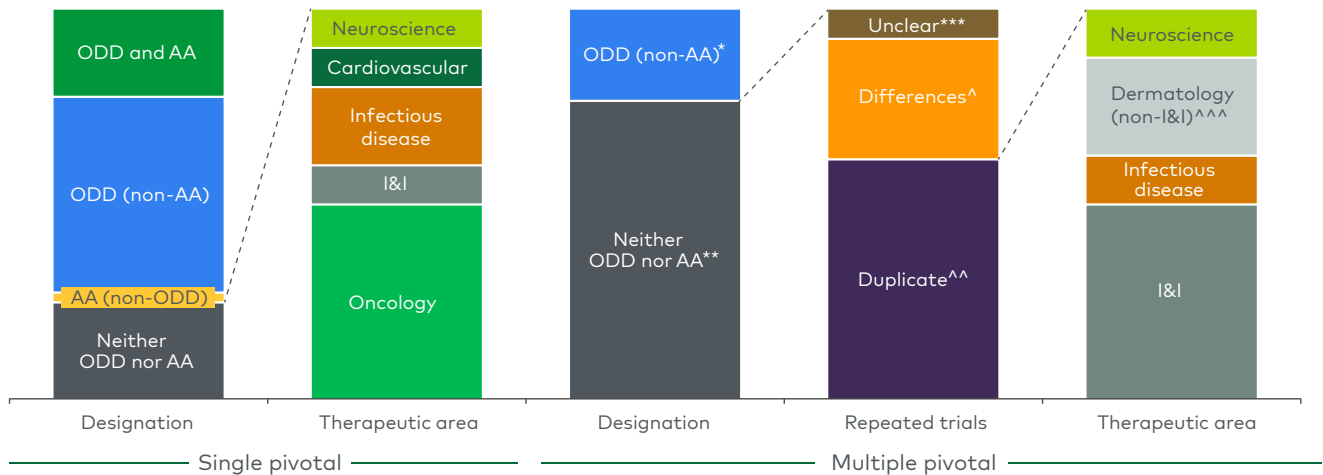 ODD and AA
ODD (non-AA)
AA (non-ODD)
Neither
ODD nor AA
Neuroscience
Cardiovascular
Infectious
disease
I&I
Oncology
ODD (non-AA)*
Neither
ODD nor AA**
Unclear***
Differences^
Duplicate^^
Neuroscience
Dermatology
(non-I&I)^^^
Infectious
disease
I&I
Designation
Therapeutic area
Designation
Repeated trials
Therapeutic area
Single pivotal
Multiple pivotal